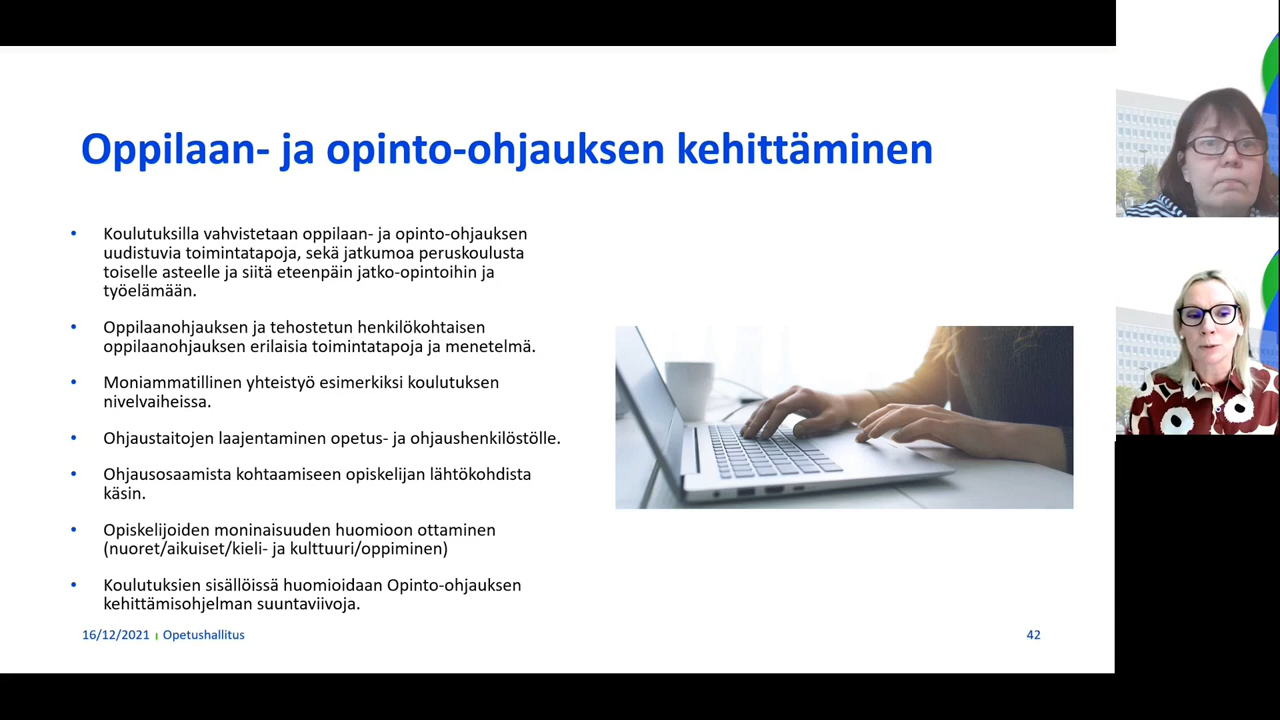 Oppilaan- ja opinto-ohjauksen kehittäminen
• Koulutuksilla vahvistetaan oppilaan- ja opinto-ohjauksen
uudistuvia toimintatapoja, sekä jatkumoa peruskoulusta
toiselle asteelle ja siitä eteenpäin jatko-opintoihin ja
työelämään.
• Oppilaanohjauksen ja tehostetun henkilökohtaisen
oppilaanohjauksen erilaisia toimintatapoja ja menetelmä.
• Moniammatillinen yhteistyö esimerkiksi koulutuksen
nivelvaiheissa.
• Ohjaustaitojen laajentaminen opetus- ja ohjaushenkilöstölle.
• Ohjausosaamista kohtaamiseen opiskelijan lähtökohdista
käsin.
• Opiskelijoiden moninaisuuden huomioon ottaminen
(nuoret/aikuiset/kieli- ja kulttuuri/oppiminen)
• Koulutuksien sisällöissä huomioidaan Opinto-ohjauksen
kehittämisohjelman suuntaviivoja.
16/12/2021 | Opetushallitus
42